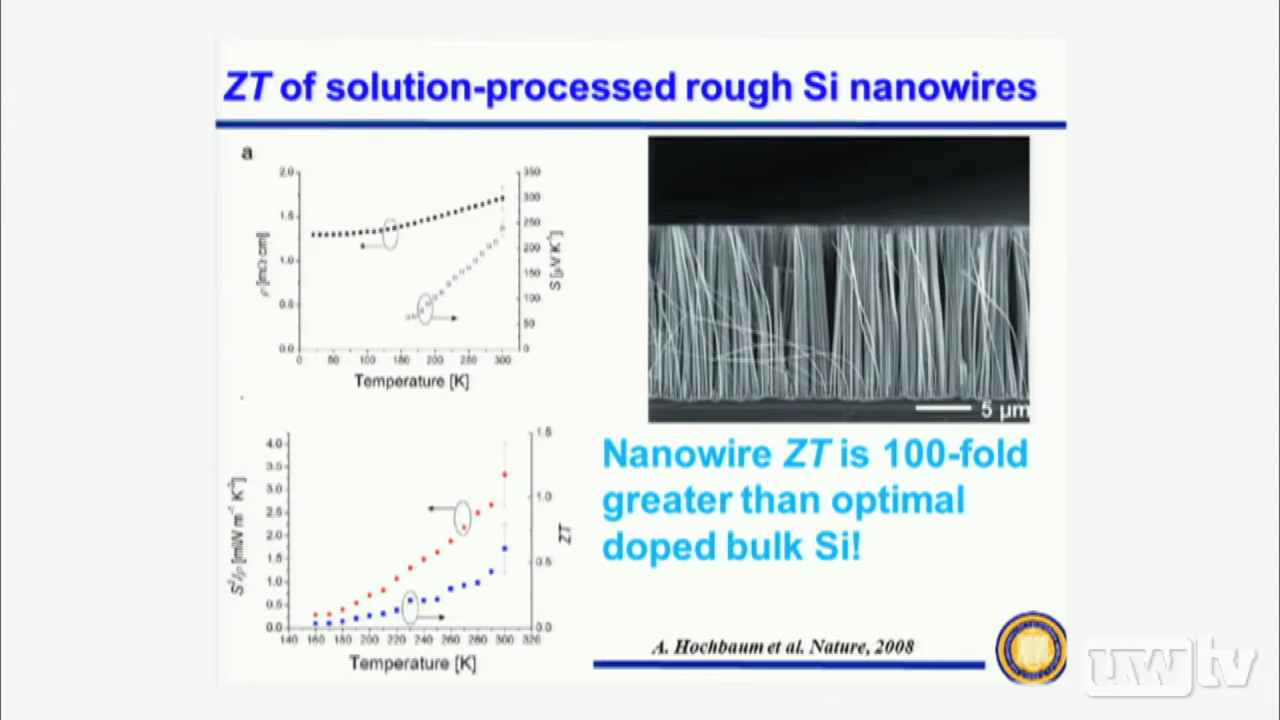 ZT of solution-processed rough Si nanowires
a
2.0
1.5
1.0
0.5
0.0
ρ [mΩ·cm]
350
300
250
200
150
100
50
0
S [μV K⁻¹]
0 50 100 150 200 250 300
Temperature [K]
5 μm
4.0
3.5
3.0
2.5
2.0
1.5
1.0
0.5
0.0
S²/ρ [mW m⁻¹ K⁻²]
1.5
1.0
0.5
0.0
ZT
140 160 180 200 220 240 260 280 300 320
Temperature [K]
Nanowire ZT is 100-fold
greater than optimal
doped bulk Si!
A. Hochbaum et al. Nature, 2008
uwtv